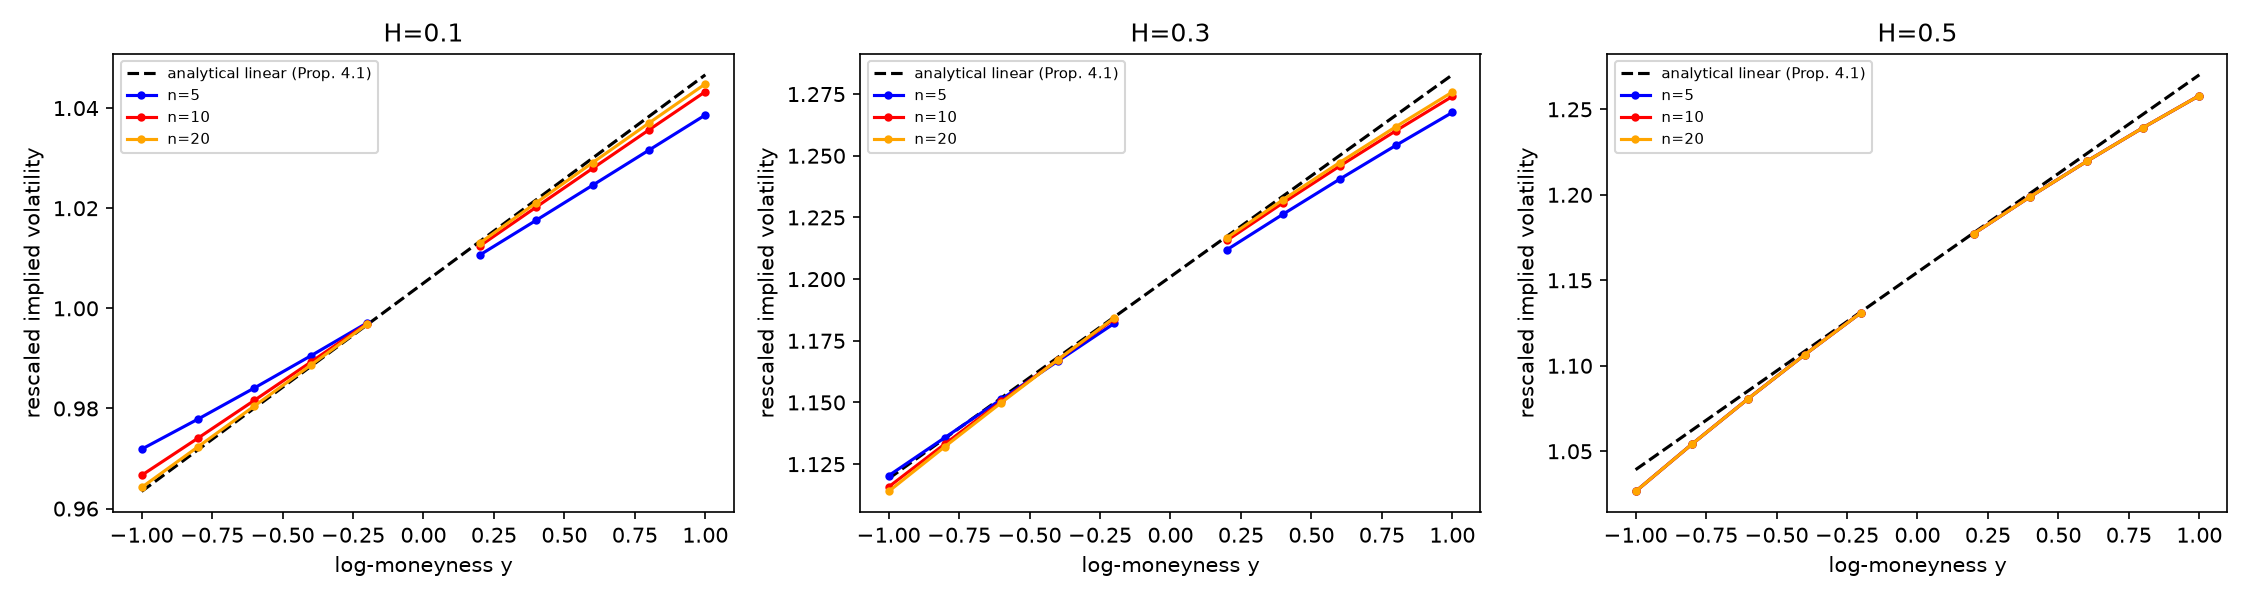 H=0.1
analytical linear (Prop. 4.1)
n=5
n=10
n=20
rescaled implied volatility
1.04
1.02
1.00
0.98
0.96
−1.00 −0.75 −0.50 −0.25 0.00 0.25 0.50 0.75 1.00
log-moneyness y
H=0.3
analytical linear (Prop. 4.1)
n=5
n=10
n=20
rescaled implied volatility
1.275
1.250
1.225
1.200
1.175
1.150
1.125
−1.00 −0.75 −0.50 −0.25 0.00 0.25 0.50 0.75 1.00
log-moneyness y
H=0.5
analytical linear (Prop. 4.1)
n=5
n=10
n=20
rescaled implied volatility
1.25
1.20
1.15
1.10
1.05
−1.00 −0.75 −0.50 −0.25 0.00 0.25 0.50 0.75 1.00
log-moneyness y